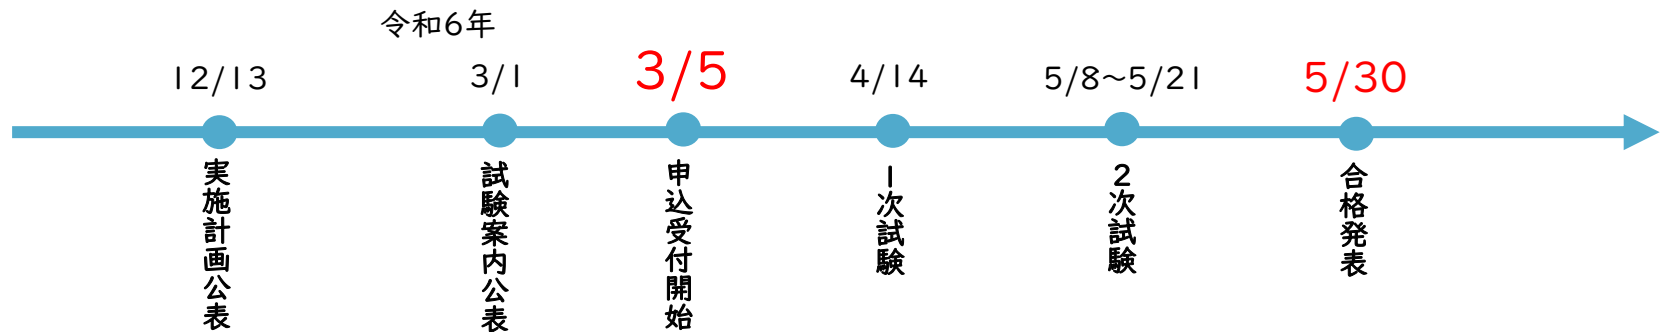 令和6年
12/13
3/1
3/5
4/14
5/8~5/21
5/30
実施計画公表
試験案内公表
申込受付開始
1次試験
2次試験
合格発表